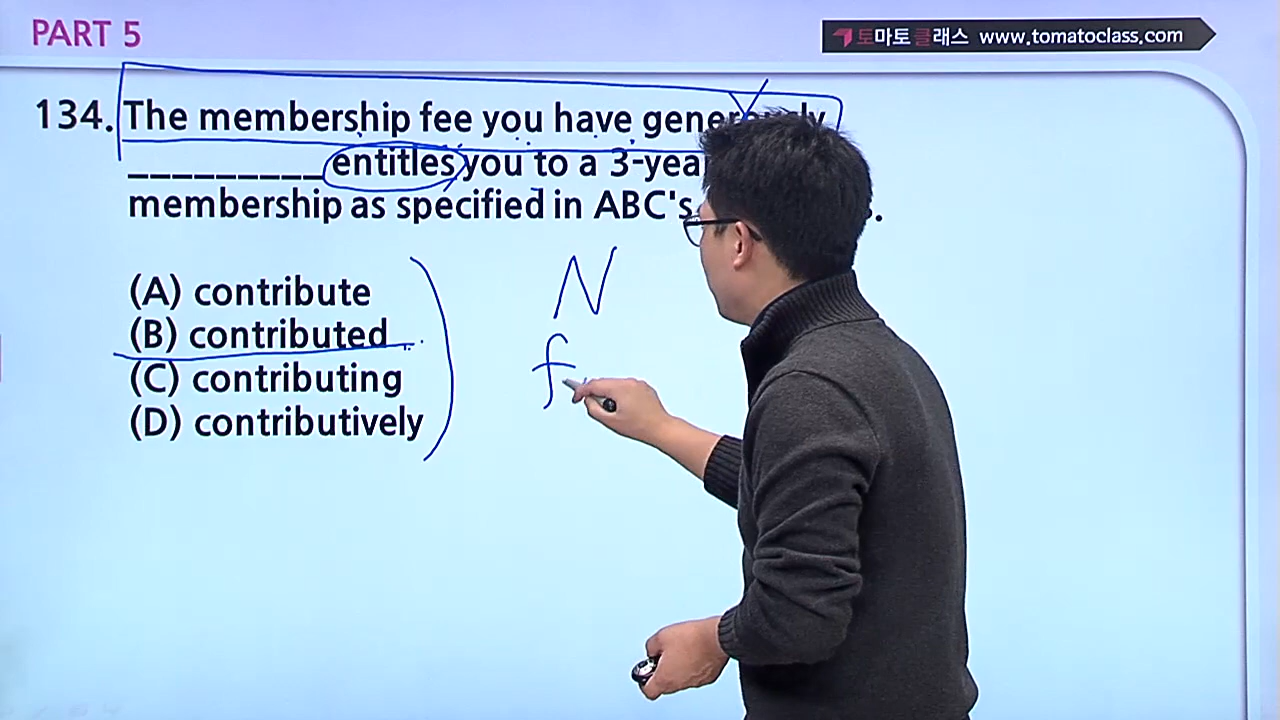 PART 5
토마토클래스 www.tomatoclass.com
134. The membership fee you have generously
_________ entitles you to a 3-yea
membership as specified in ABC's s.
(A) contribute
(B) contributed
(C) contributing
(D) contributively
N
f